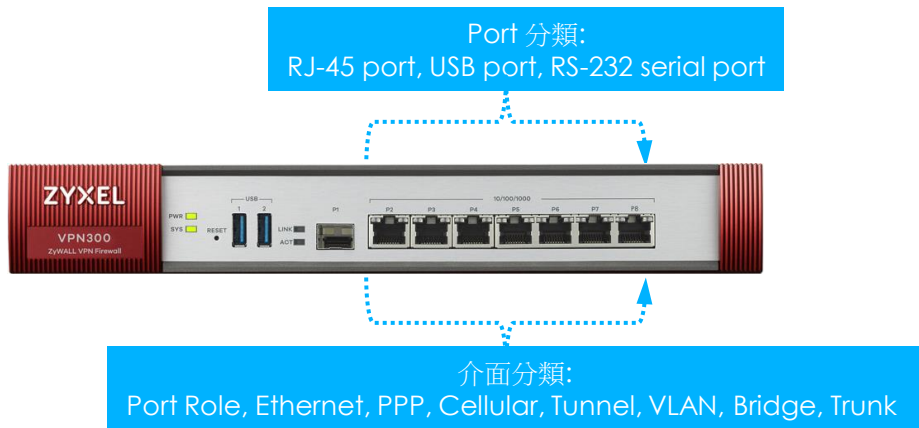 Port 分類:
RJ-45 port, USB port, RS-232 serial port
ZYXEL
VPN300
ZyWALL VPN Firewall
PWR
SYS
RESET
USB
1 2
LINK
ACT
P1
10/100/1000
P2 P3 P4 P5 P6 P7 P8
介面分類:
Port Role, Ethernet, PPP, Cellular, Tunnel, VLAN, Bridge, Trunk